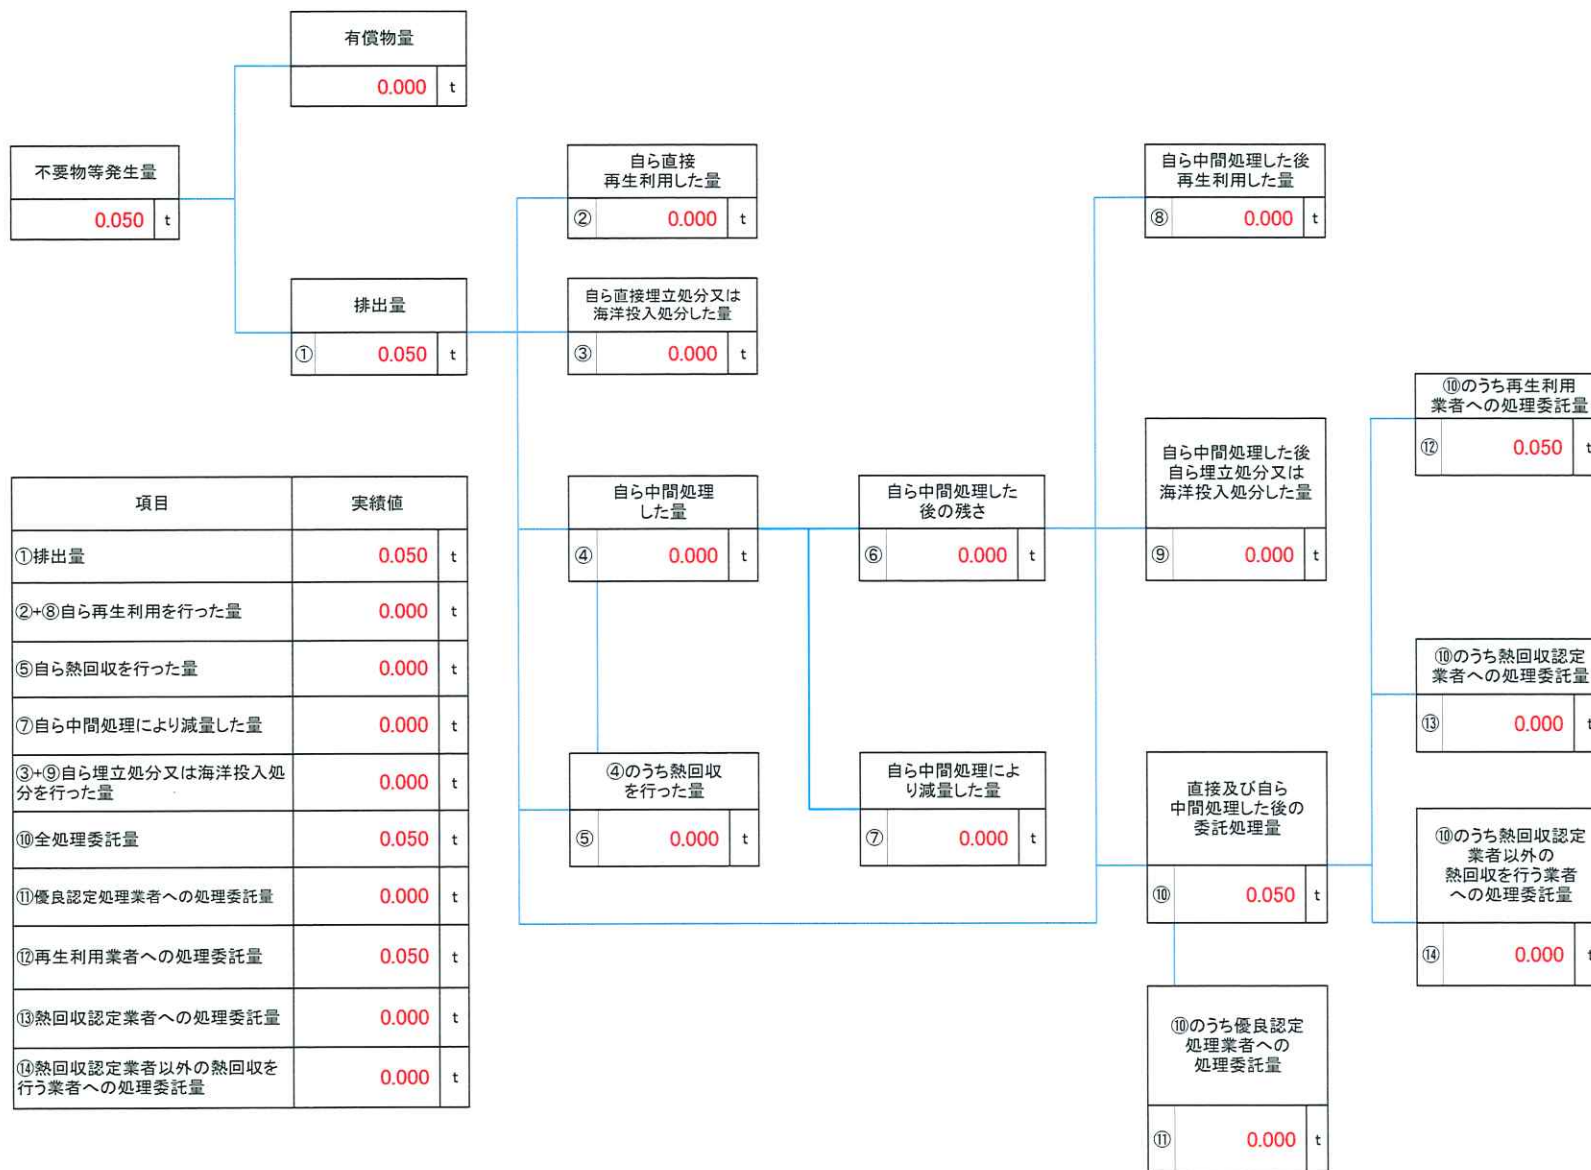 有償物量
0.000 t
不要物等発生量
0.050 t
排出量
① 0.050 t
自ら直接
再生利用した量
② 0.000 t
自ら直接埋立処分又は
海洋投入処分した量
③ 0.000 t
自ら中間処理
した量
④ 0.000 t
④のうち熱回収
を行った量
⑤ 0.000 t
自ら中間処理した
後の残さ
⑥ 0.000 t
自ら中間処理によ
り減量した量
⑦ 0.000 t
自ら中間処理した後
再生利用した量
⑧ 0.000 t
自ら中間処理した後
自ら埋立処分又は
海洋投入処分した量
⑨ 0.000 t
直接及び自ら
中間処理した後の
委託処理量
⑩ 0.050 t
⑩のうち優良認定
処理業者への
処理委託量
⑪ 0.000 t
⑩のうち再生利用
業者への処理委託量
⑫ 0.050 t
⑩のうち熱回収認定
業者への処理委託量
⑬ 0.000 t
⑩のうち熱回収認定
業者以外の
熱回収を行う業者
への処理委託量
⑭ 0.000 t
項目 実績値
①排出量 0.050 t
②+⑧自ら再生利用を行った量 0.000 t
⑤自ら熱回収を行った量 0.000 t
⑦自ら中間処理により減量した量 0.000 t
③+⑨自ら埋立処分又は海洋投入処
分を行った量 0.000 t
⑩全処理委託量 0.050 t
⑪優良認定処理業者への処理委託量 0.000 t
⑫再生利用業者への処理委託量 0.050 t
⑬熱回収認定業者への処理委託量 0.000 t
⑭熱回収認定業者以外の熱回収を
行う業者への処理委託量 0.000 t